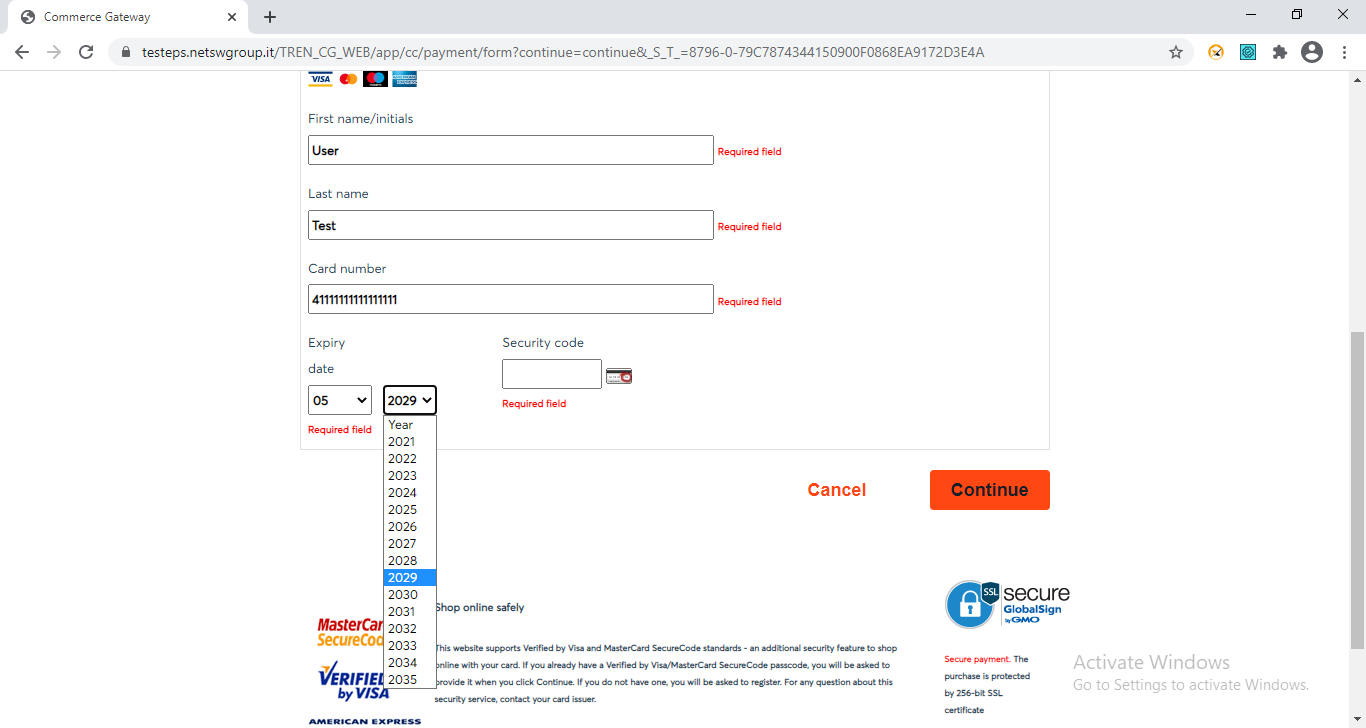 Commerce Gateway
testeps.netswgroup.it/TREN_CG_WEB/app/cc/payment/form?continue=continue&_S_T_=8796-0-79C7874344150900F0868EA9172D3E4A
VISA
First name/initials
User Required field
Last name
Test Required field
Card number
41111111111111111 Required field
Expiry date
Security code
05 2029
Required field
Required field
Year
2021
2022
2023
2024
2025
2026
2027
2028
2029
2030
2031
2032
2033
2034
2035
Cancel Continue
MasterCar
SecureCod
VERIFIE
by VISA
AMERICAN EXPRESS
Shop online safely
This website supports Verified by Visa and MasterCard SecureCode standards - an additional security feature to shop
online with your card. If you already have a Verified by Visa/MasterCard SecureCode passcode, you will be asked to
provide it when you click Continue. If you do not have one, you will be asked to register. For any question about this
security service, contact your card issuer.
SSL
secure
GlobalSign
by GMO
Secure payment. The
purchase is protected
by 256-bit SSL
certificate
Activate Windows
Go to Settings to activate Windows.